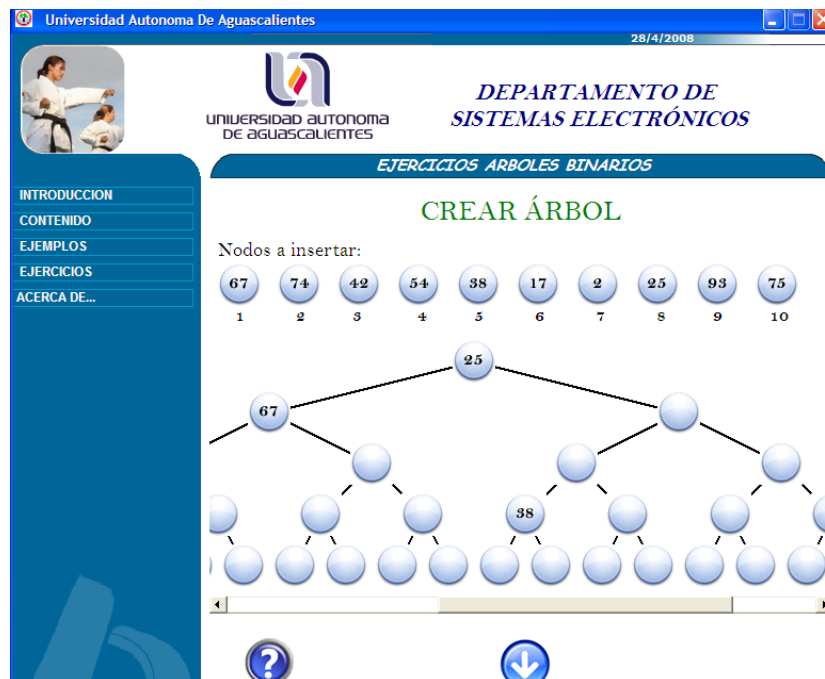 Universidad Autonoma De Aguascalientes
28/4/2008
UNIVERSIDAD AUTONOMA
DE AGUASCALIENTES
DEPARTAMENTO DE
SISTEMAS ELECTRÓNICOS
EJERCICIOS ARBOLES BINARIOS
INTRODUCCION
CONTENIDO
EJEMPLOS
EJERCICIOS
ACERCA DE...
CREAR ÁRBOL
Nodos a insertar:
67 74 42 54 38 17 2 25 93 75
1 2 3 4 5 6 7 8 9 10
25
67
38
?